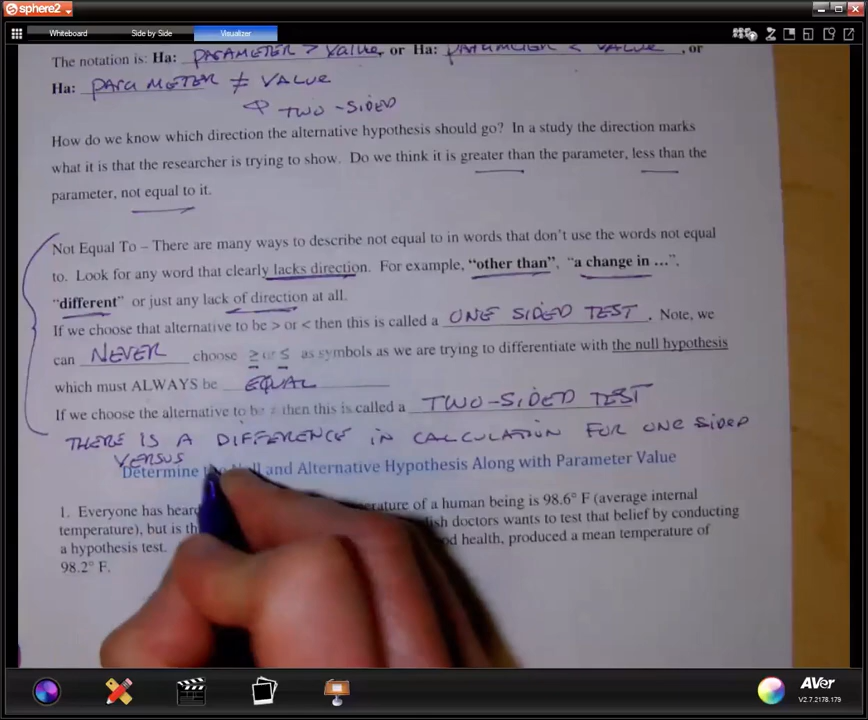 sphere2
Whiteboard Side by Side Visualizer
The notation is: Ha: PARAMETER > Value, or Ha: PARAMETER < VALUE, or
Ha: PARAMETER ≠ VALUE
TWO-SIDED
How do we know which direction the alternative hypothesis should go? In a study the direction marks
what it is that the researcher is trying to show. Do we think it is greater than the parameter, less than the
parameter, not equal to it.
Not Equal To – There are many ways to describe not equal to in words that don't use the words not equal
to. Look for any word that clearly lacks direction. For example, "other than", "a change in ...",
"different" or just any lack of direction at all.
If we choose that alternative to be > or < then this is called a ONE SIDED TEST. Note, we
can NEVER choose ≥ or ≤ as symbols as we are trying to differentiate with the null hypothesis
which must ALWAYS be EQUAL
If we choose the alternative to be ≠ then this is called a TWO-SIDED TEST
THERE IS A DIFFERENCE IN CALCULATION FOR ONE SIDED
VERSUS
Determine the Null and Alternative Hypothesis Along with Parameter Value
1. Everyone has heard temperature of a human being is 98.6° F (average internal
temperature), but is th doctors wants to test that belief by conducting
a hypothesis test. good health, produced a mean temperature of
98.2° F.
AVer
V2.7.2178.179